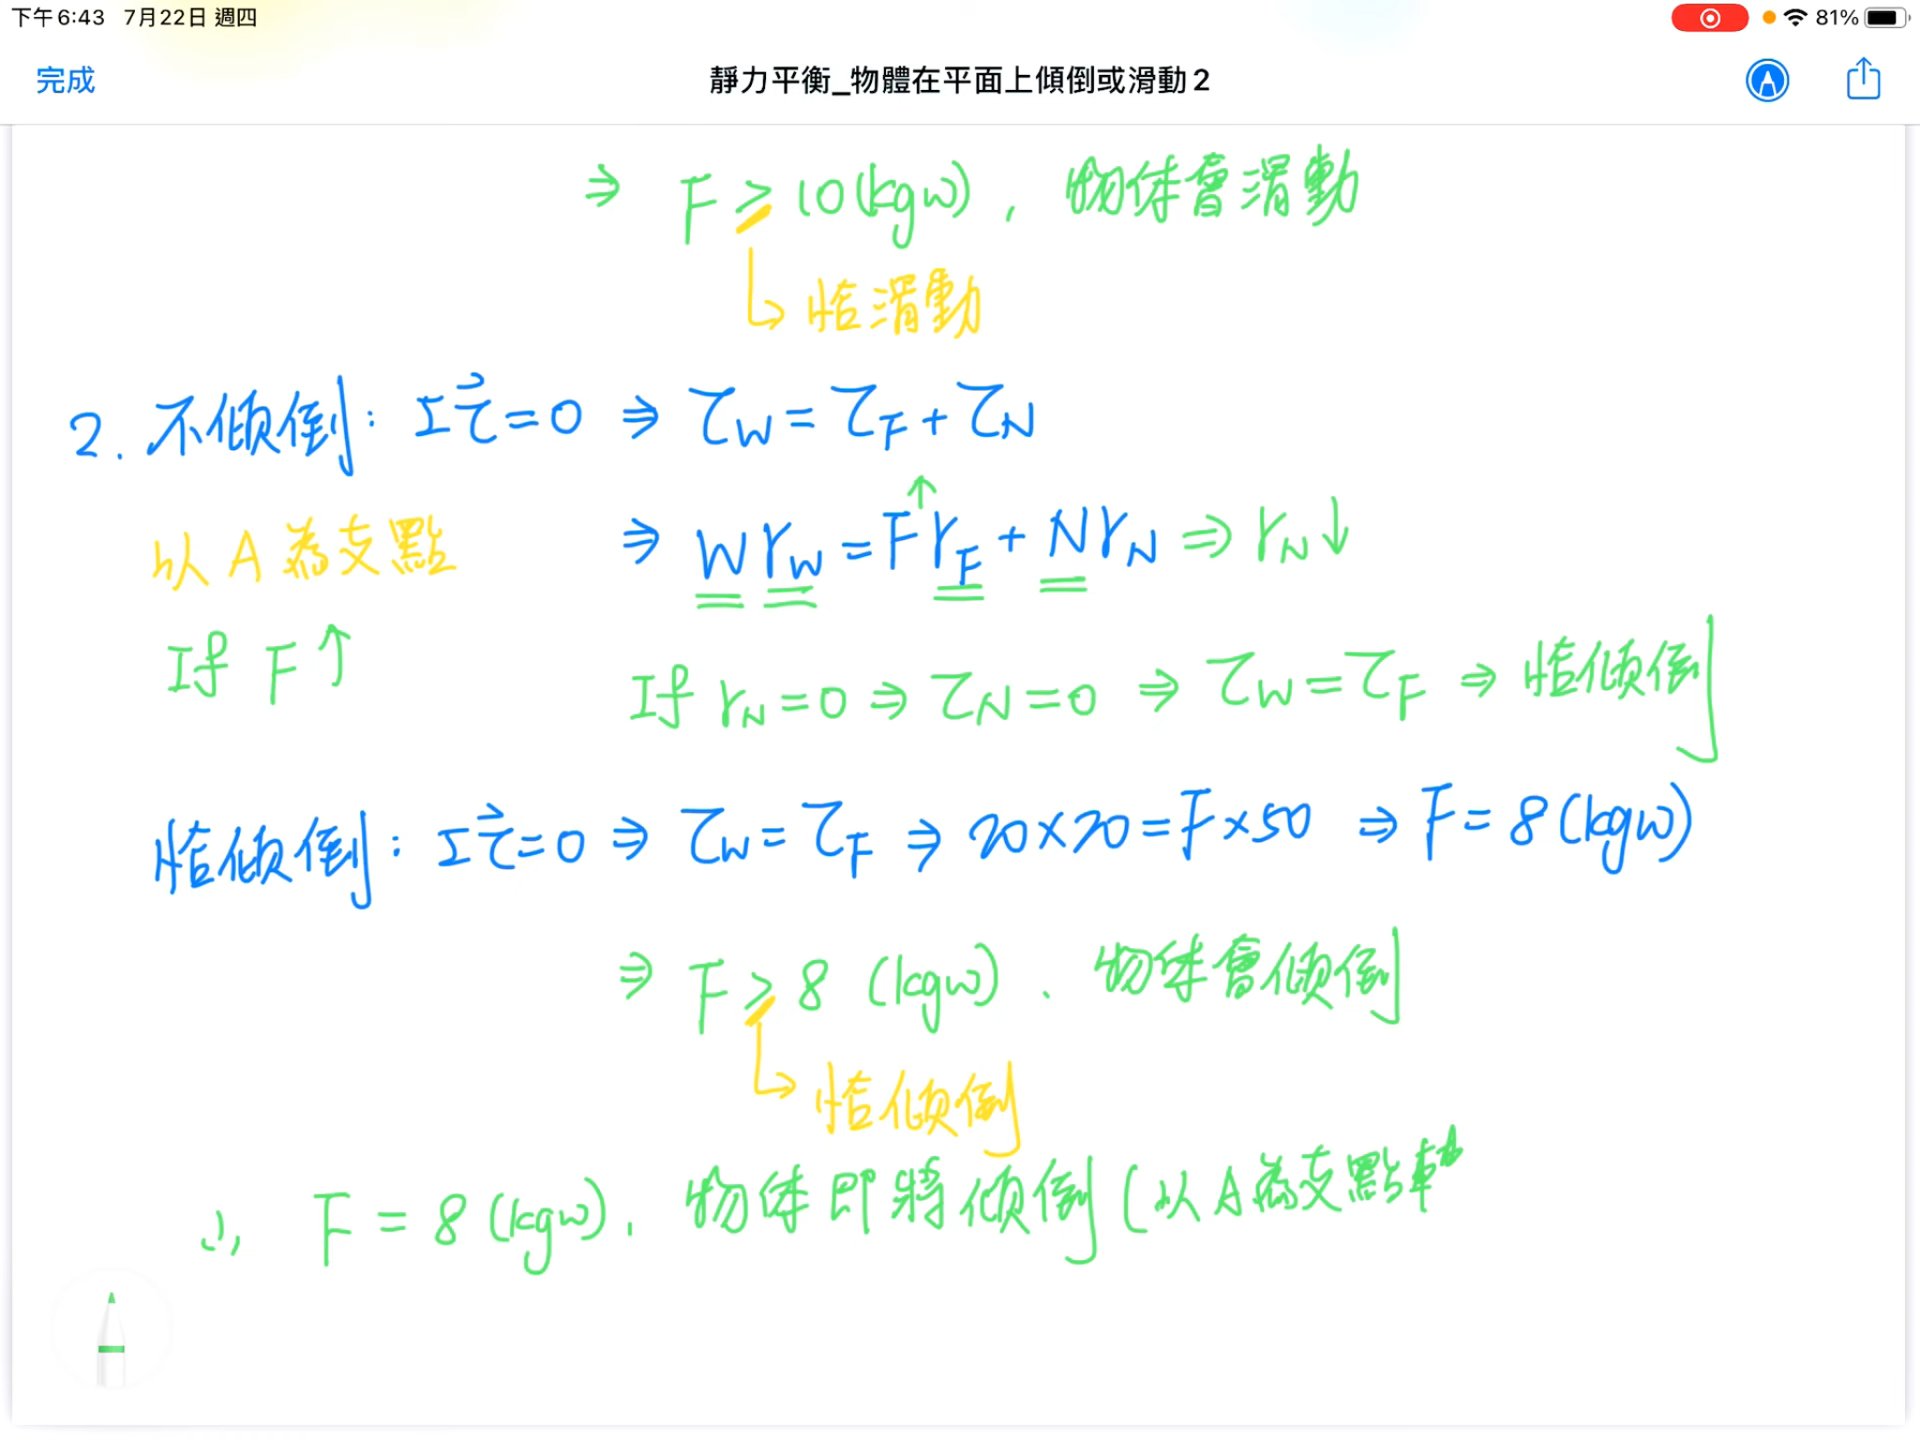 下午6:43 7月22日 週四
81%
完成
靜力平衡_物體在平面上傾倒或滑動2
⇒ F ≥ 10 (kgw), 物体會滑動
↳ 恰滑動
2. 不傾倒: Στ⃗=0 ⇒ τW = τF + τN
以A為支點 ⇒ W rW = F↑ rF + N rN ⇒ rN↓
If F↑
If rN=0 ⇒ τN=0 ⇒ τW=τF ⇒ 恰傾倒
恰傾倒: Στ⃗=0 ⇒ τW=τF ⇒ 20×20=F×50 ⇒ F=8 (kgw)
⇒ F ≥ 8 (kgw), 物体會傾倒
↳ 恰傾倒
∴ F = 8 (kgw), 物体即將傾倒 (以A為支點轉